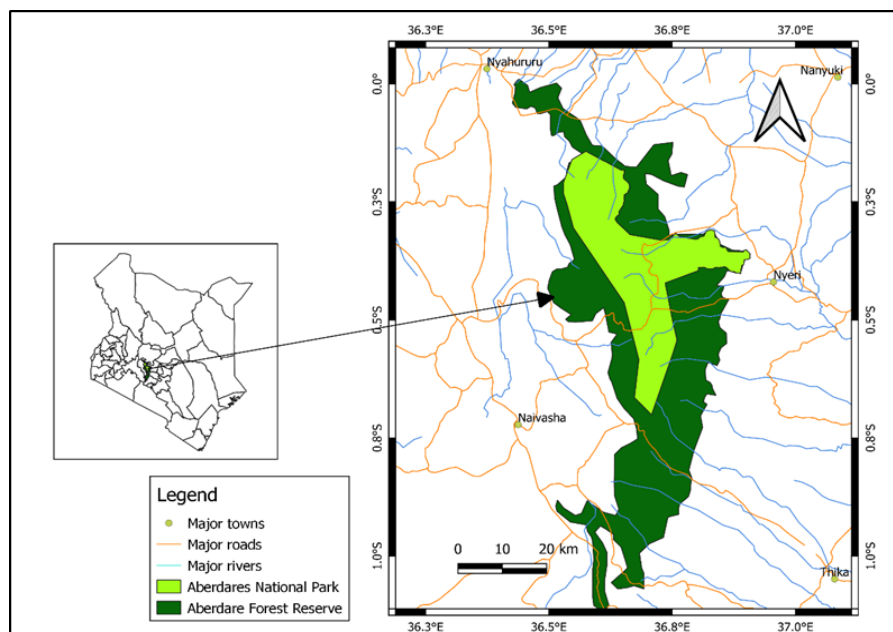 36.3°E 36.5°E 36.8°E 37.0°E
Nyahururu
Nanyuki
0.0°
0.0°
0.3°S
0.3°S
Nyeri
0.5°S
0.5°S
Naivasha
0.8°S
0.8°S
Legend
Major towns
Major roads
Major rivers
Aberdares National Park
Aberdare Forest Reserve
0 10 20 km
1.0°S
1.0°S
Thika
36.3°E 36.5°E 36.8°E 37.0°E